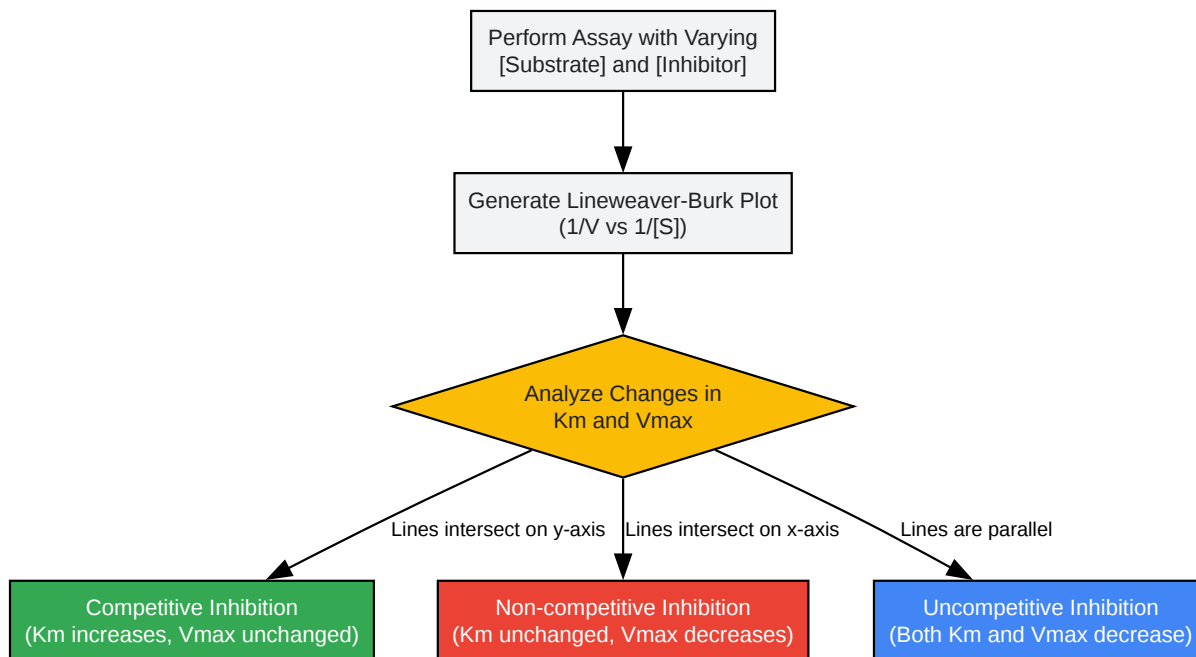 Perform Assay with Varying
[Substrate] and [Inhibitor]
Generate Lineweaver-Burk Plot
(1/V vs 1/[S])
Analyze Changes in
Km and Vmax
Lines intersect on y-axis
Lines intersect on x-axis
Lines are parallel
Competitive Inhibition
(Km increases, Vmax unchanged)
Non-competitive Inhibition
(Km unchanged, Vmax decreases)
Uncompetitive Inhibition
(Both Km and Vmax decrease)